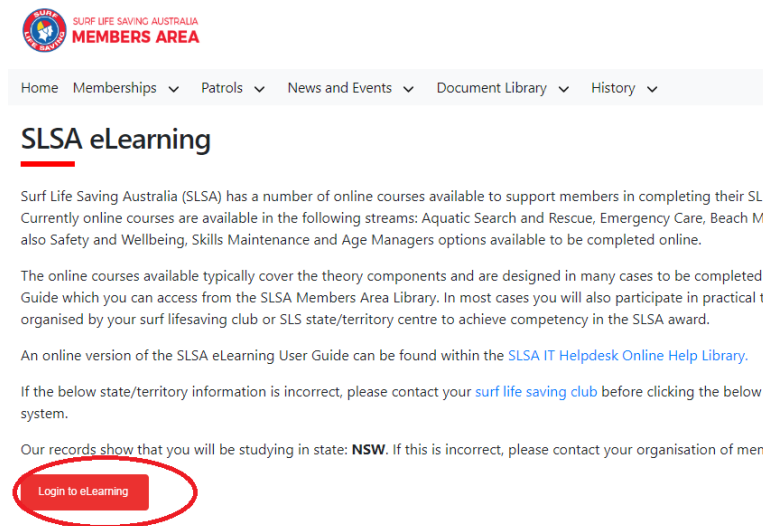 SURF
LIFE SAVING
SURF LIFE SAVING AUSTRALIA
MEMBERS AREA
Home Memberships Patrols News and Events Document Library History
SLSA eLearning
Surf Life Saving Australia (SLSA) has a number of online courses available to support members in completing their SL
Currently online courses are available in the following streams: Aquatic Search and Rescue, Emergency Care, Beach M
also Safety and Wellbeing, Skills Maintenance and Age Managers options available to be completed online.
The online courses available typically cover the theory components and are designed in many cases to be completed
Guide which you can access from the SLSA Members Area Library. In most cases you will also participate in practical t
organised by your surf lifesaving club or SLS state/territory centre to achieve competency in the SLSA award.
An online version of the SLSA eLearning User Guide can be found within the SLSA IT Helpdesk Online Help Library.
If the below state/territory information is incorrect, please contact your surf life saving club before clicking the below
system.
Our records show that you will be studying in state: NSW. If this is incorrect, please contact your organisation of mem
Login to eLearning